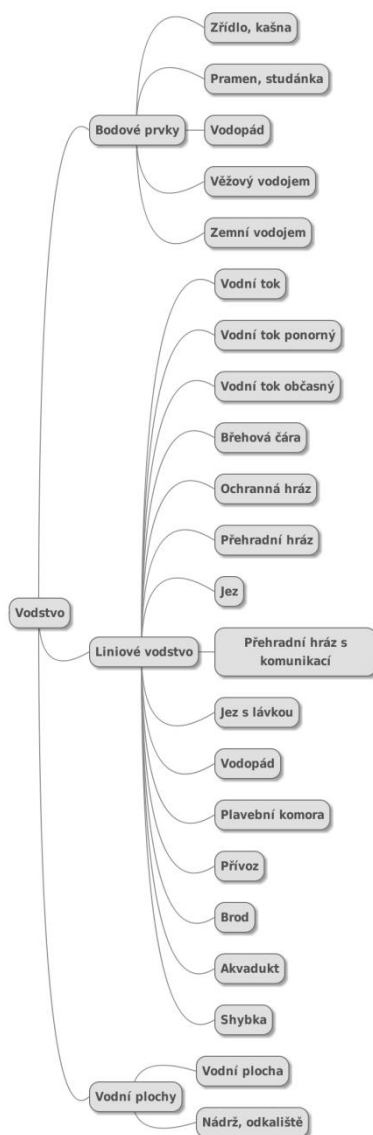 Zřídlo, kašna
Pramen, studánka
Bodové prvky
Vodopád
Věžový vodojem
Zemní vodojem
Vodní tok
Vodní tok ponorný
Vodní tok občasný
Břehová čára
Ochranná hráz
Přehradní hráz
Jez
Vodstvo
Liniové vodstvo
Přehradní hráz s
komunikací
Jez s lávkou
Vodopád
Plavební komora
Přívoz
Brod
Akvadukt
Shybka
Vodní plocha
Vodní plochy
Nádrž, odkaliště